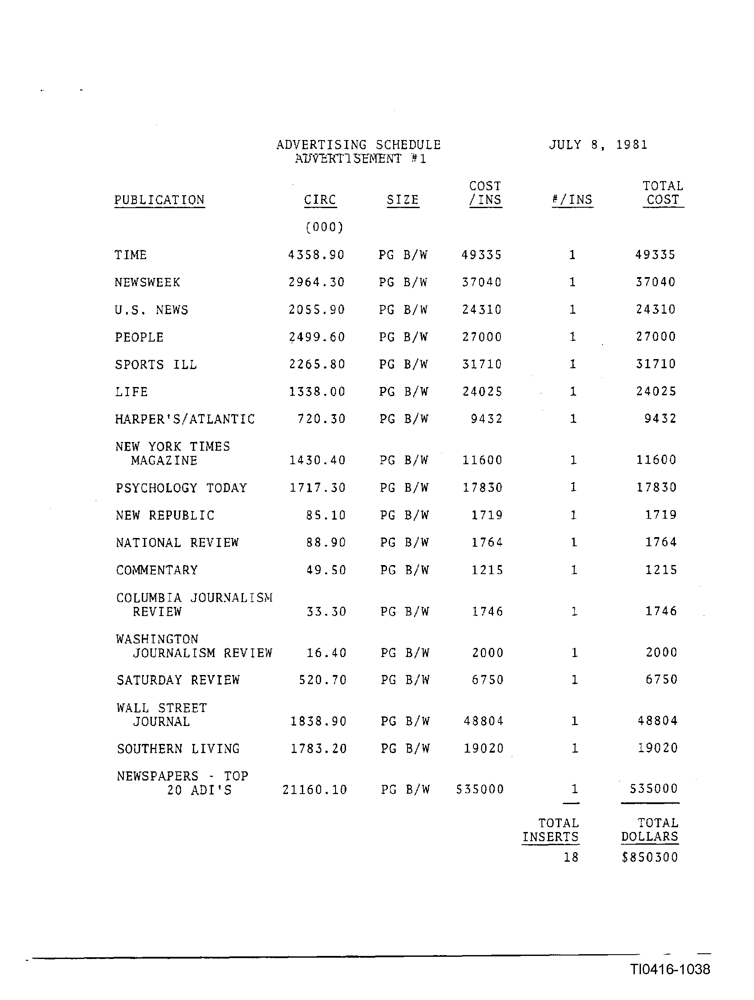 ADVERTISING SCHEDULE JULY 8, 1981
ADVERTISEMENT #1
COST TOTAL
PUBLICATION CIRC SIZE /INS #/INS COST
(000)
TIME 4358.90 PG B/W 49335 1 49335
NEWSWEEK 2964.30 PG B/W 37040 1 37040
U.S. NEWS 2055.90 PG B/W 24310 1 24310
PEOPLE 2499.60 PG B/W 27000 1 27000
SPORTS ILL 2265.80 PG B/W 31710 1 31710
LIFE 1338.00 PG B/W 24025 1 24025
HARPER'S/ATLANTIC 720.30 PG B/W 9432 1 9432
NEW YORK TIMES
MAGAZINE 1430.40 PG B/W 11600 1 11600
PSYCHOLOGY TODAY 1717.30 PG B/W 17830 1 17830
NEW REPUBLIC 85.10 PG B/W 1719 1 1719
NATIONAL REVIEW 88.90 PG B/W 1764 1 1764
COMMENTARY 49.50 PG B/W 1215 1 1215
COLUMBIA JOURNALISM
REVIEW 33.30 PG B/W 1746 1 1746
WASHINGTON
JOURNALISM REVIEW 16.40 PG B/W 2000 1 2000
SATURDAY REVIEW 520.70 PG B/W 6750 1 6750
WALL STREET
JOURNAL 1838.90 PG B/W 48804 1 48804
SOUTHERN LIVING 1783.20 PG B/W 19020 1 19020
NEWSPAPERS - TOP
20 ADI'S 21160.10 PG B/W 535000 1 535000
TOTAL TOTAL
INSERTS DOLLARS
18 $850300
TI0416-1038